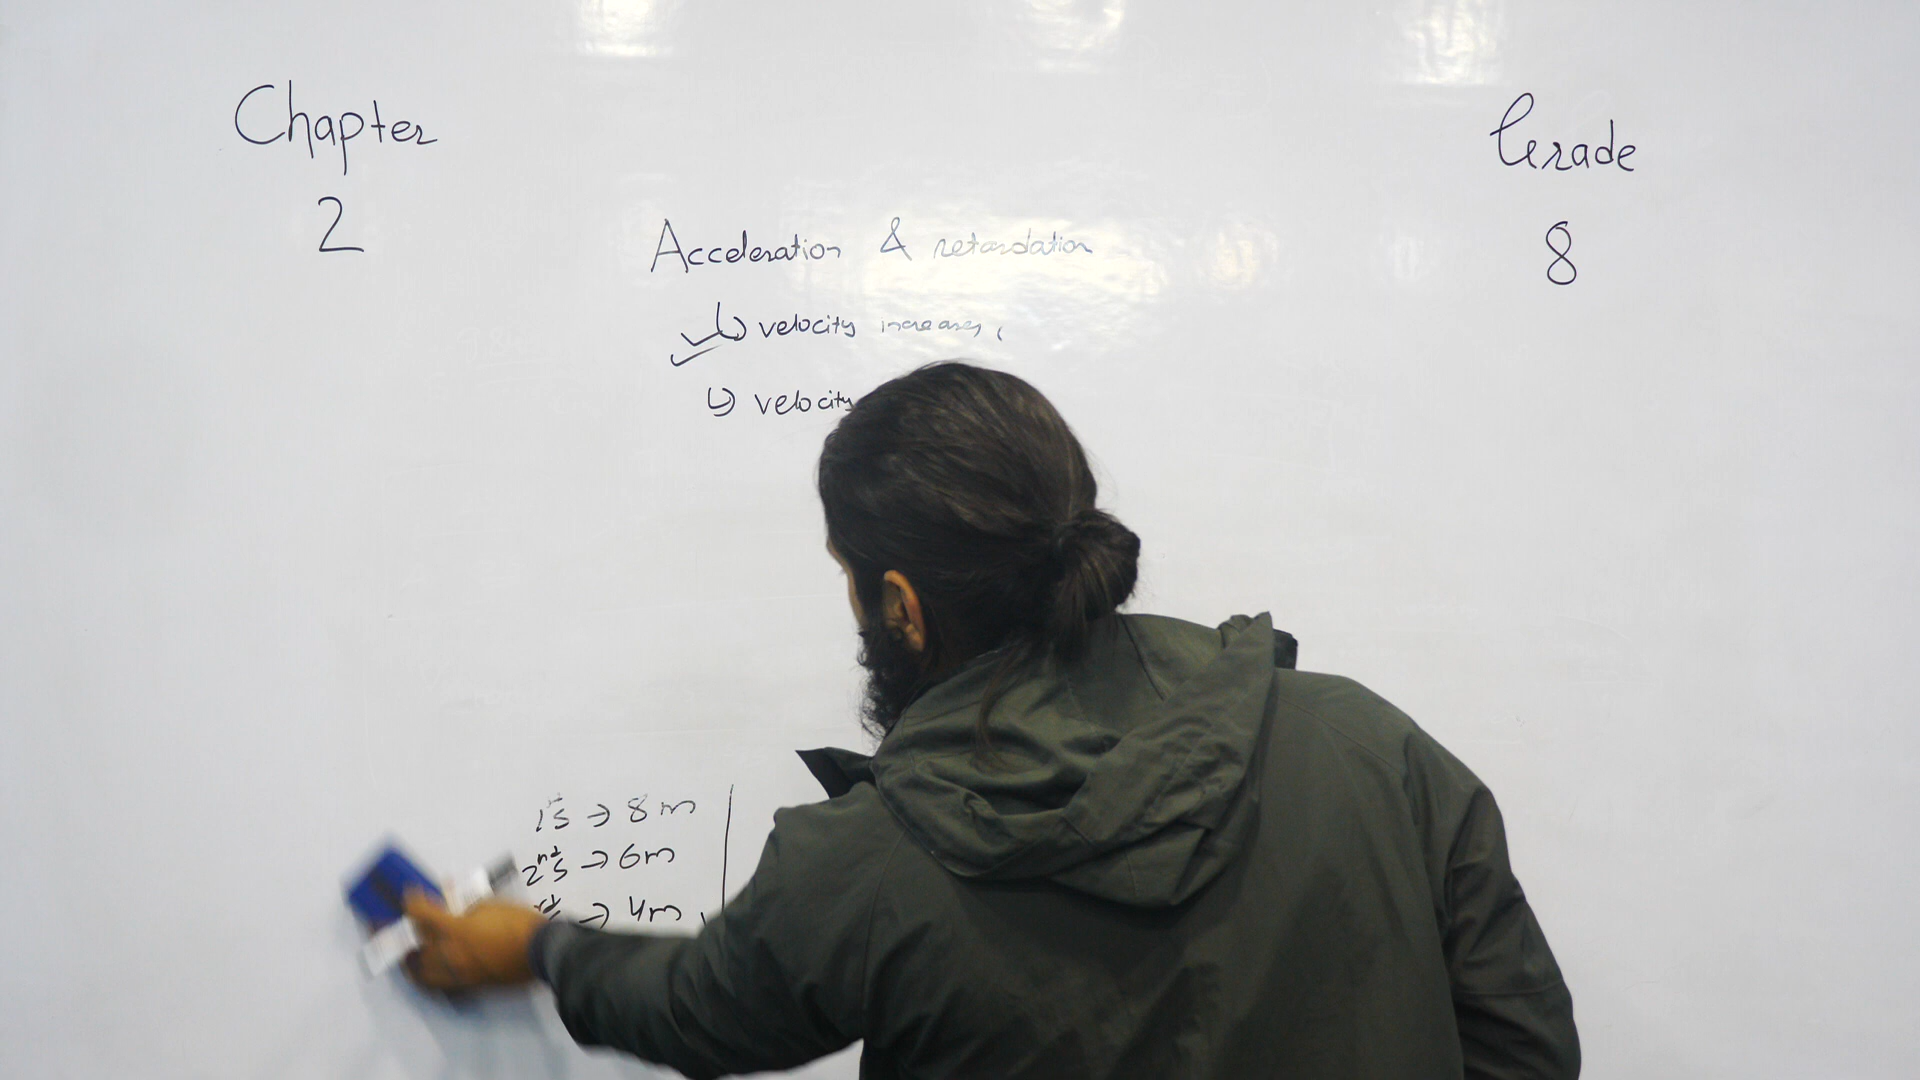 Chapter
2
Grade
8
Acceleration & retardation
↳ velocity increases,
↳ velocity
1st s → 8m
2nd s → 6m
→ 4m